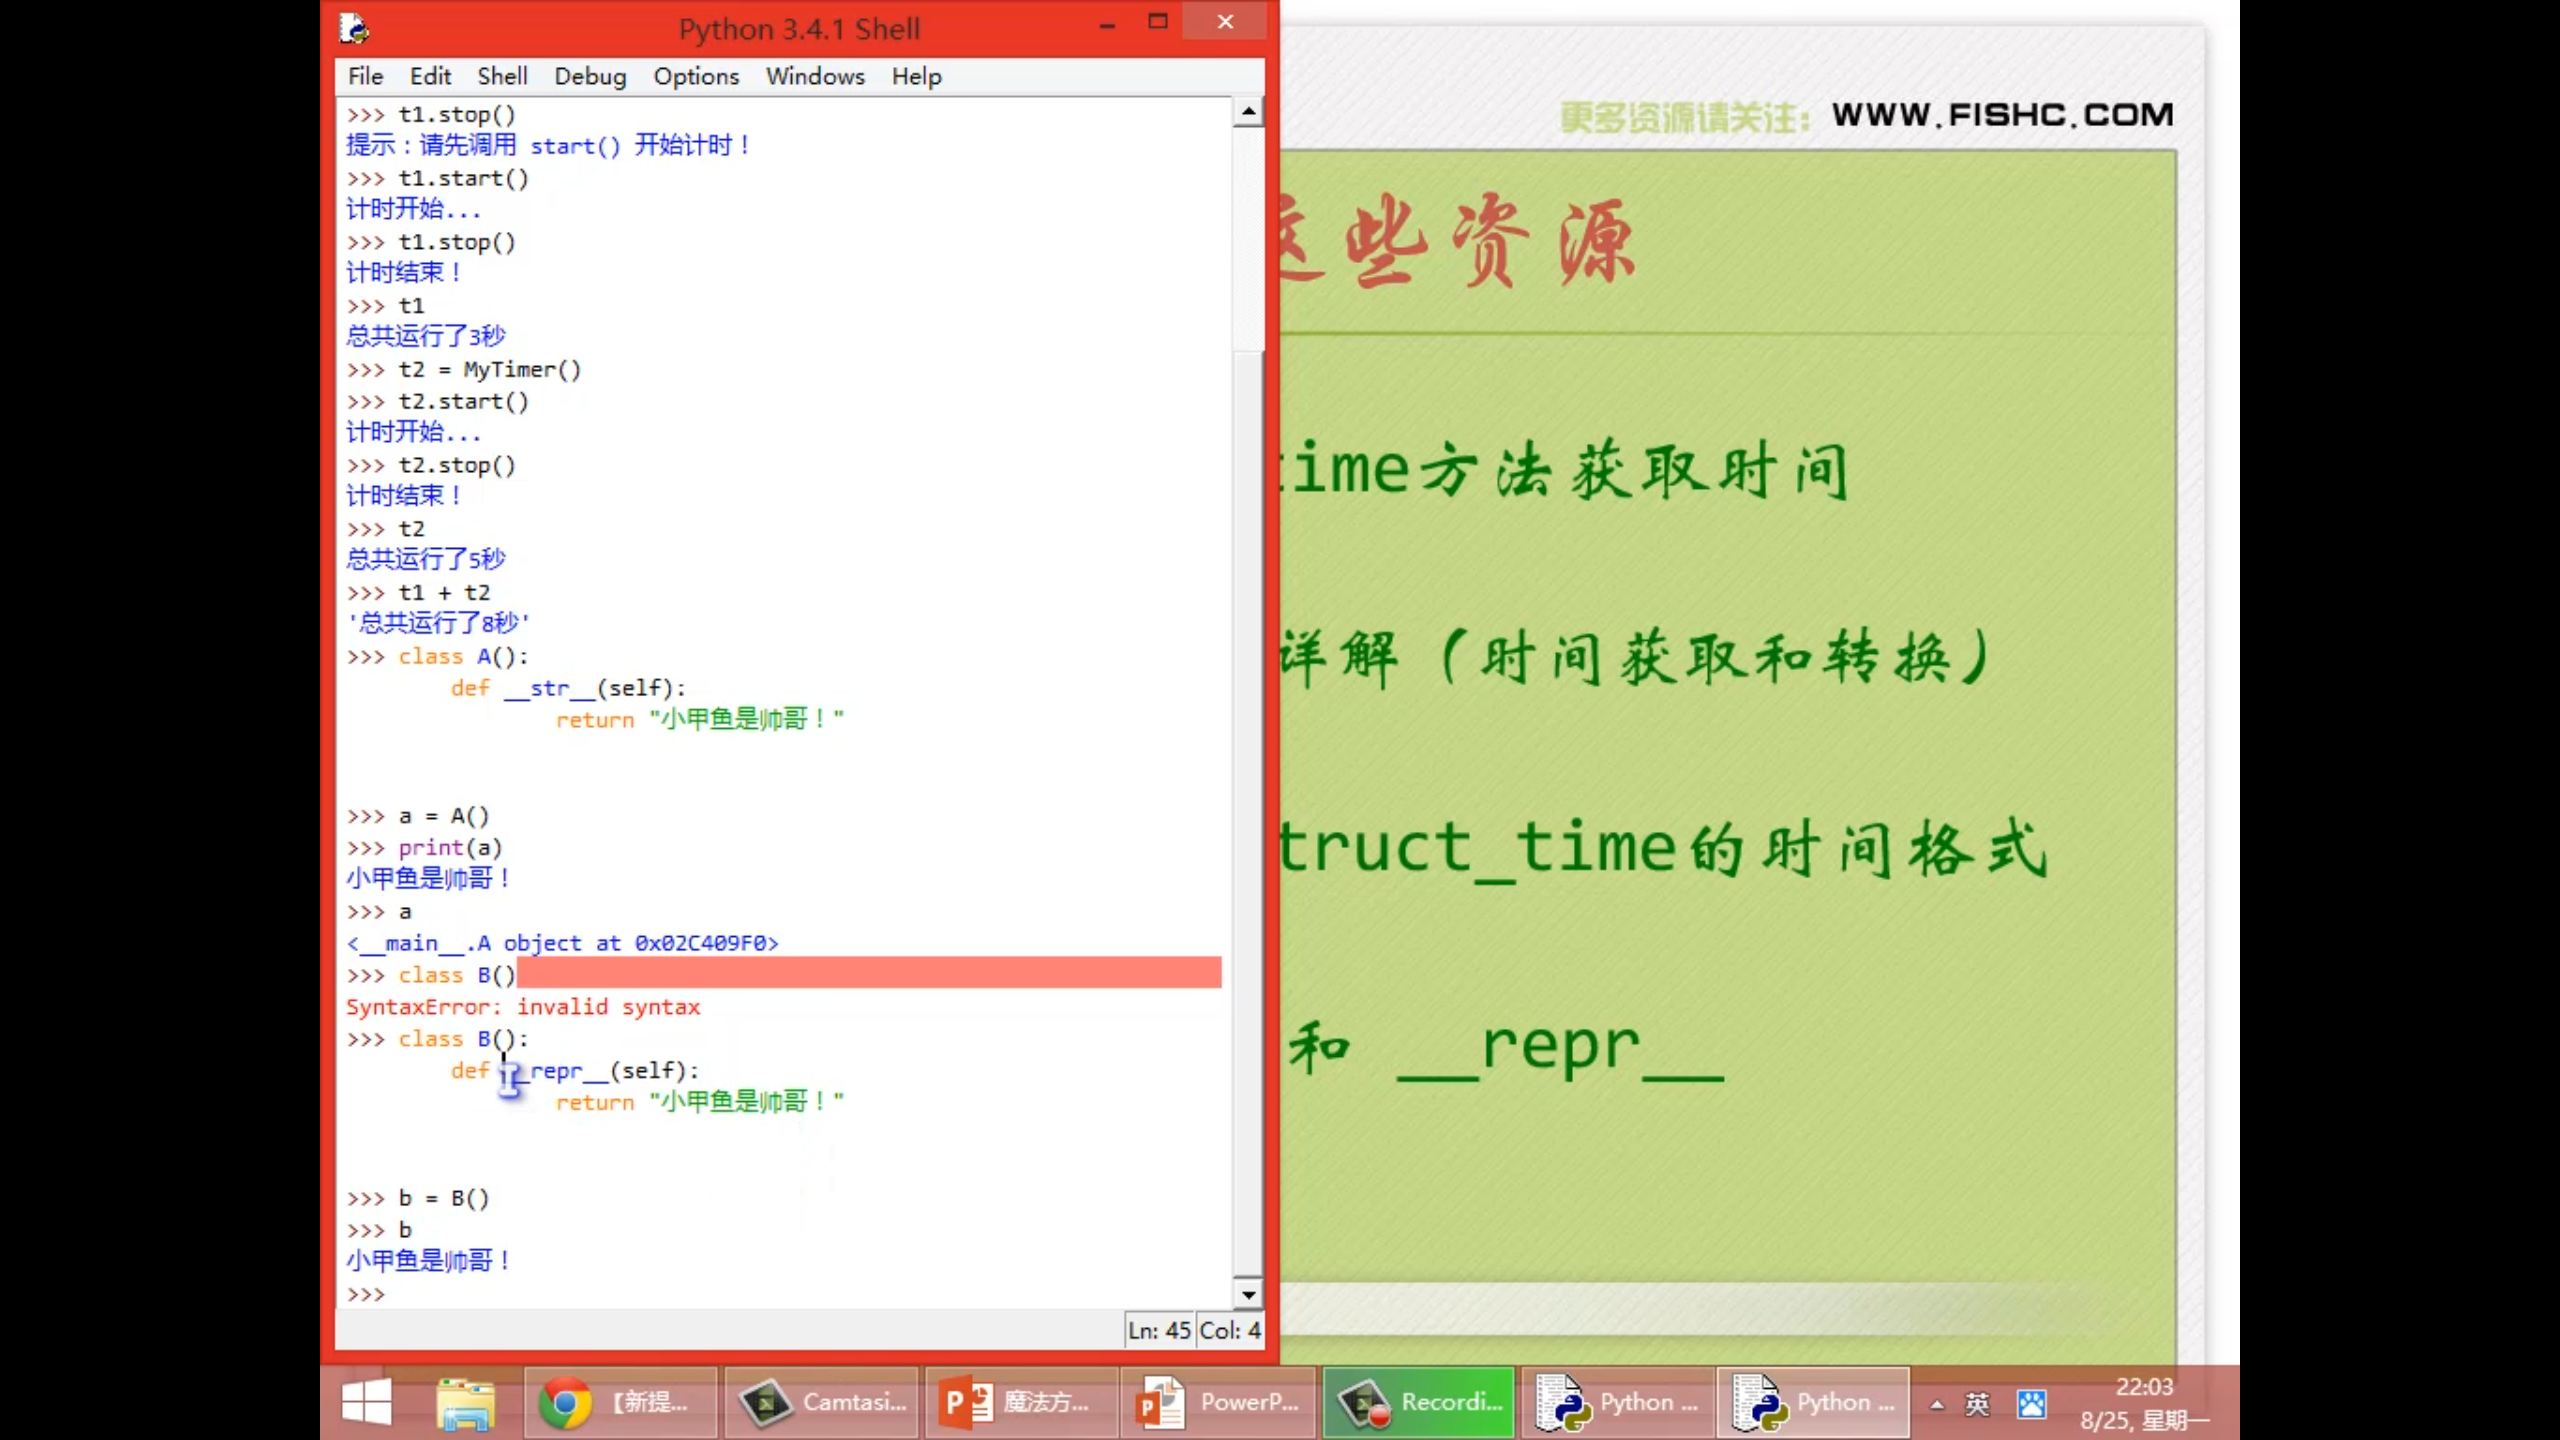 Python 3.4.1 Shell
File Edit Shell Debug Options Windows Help
>>> t1.stop()
提示：请先调用 start() 开始计时！
>>> t1.start()
计时开始...
>>> t1.stop()
计时结束！
>>> t1
总共运行了3秒
>>> t2 = MyTimer()
>>> t2.start()
计时开始...
>>> t2.stop()
计时结束！
>>> t2
总共运行了5秒
>>> t1 + t2
'总共运行了8秒'
>>> class A():
def __str__(self):
return "小甲鱼是帅哥！"
>>> a = A()
>>> print(a)
小甲鱼是帅哥！
>>> a
<__main__.A object at 0x02C409F0>
>>> class B()
SyntaxError: invalid syntax
>>> class B():
def __repr__(self):
return "小甲鱼是帅哥！"
>>> b = B()
>>> b
小甲鱼是帅哥！
>>>
Ln: 45 Col: 4
更多资源请关注：WWW.FISHC.COM
些资源
ime方法获取时间
详解（时间获取和转换）
truct_time的时间格式
和 __repr__
【新提... Camtasi... 魔法方... PowerP... Recordi... Python ... Python ... 英 22:03
8/25, 星期一